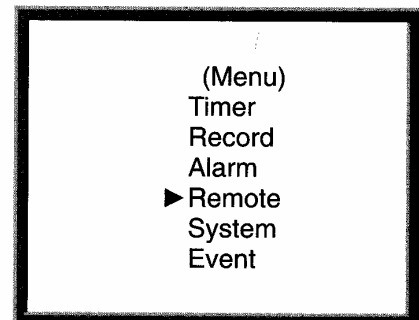 (Menu)
Timer
Record
Alarm
▶Remote
System
Event